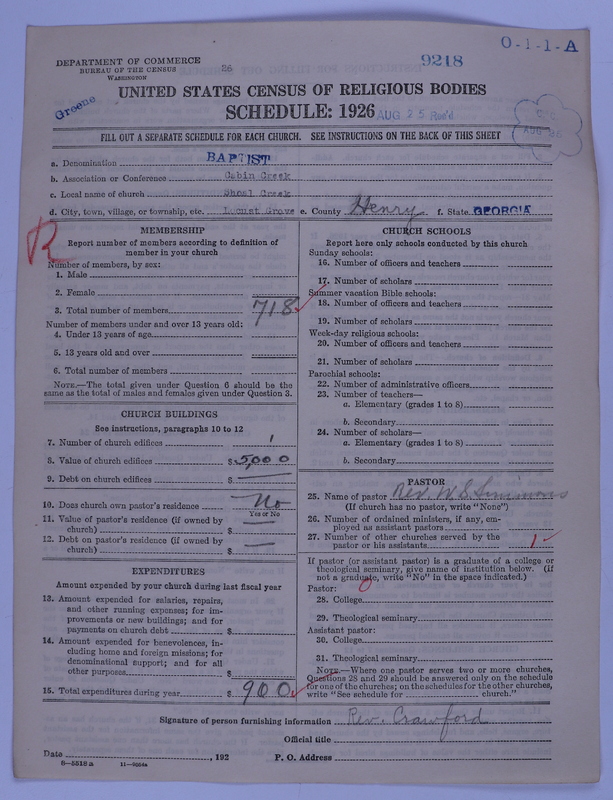 O-1-1-A
DEPARTMENT OF COMMERCE
BUREAU OF THE CENSUS
WASHINGTON
26
9218
UNITED STATES CENSUS OF RELIGIOUS BODIES
Greene
SCHEDULE: 1926
AUG 25 Rec'd
AUG 26
FILL OUT A SEPARATE SCHEDULE FOR EACH CHURCH. SEE INSTRUCTIONS ON THE BACK OF THIS SHEET
a. Denomination BAPTIST
b. Association or Conference Cabin Creek
c. Local name of church Shoal Creek
d. City, town, village, or township, etc. Locust Grove e. County Henry f. State GEORGIA
R
MEMBERSHIP
Report number of members according to definition of
member in your church
Number of members, by sex:
1. Male
2. Female
3. Total number of members 718
Number of members under and over 13 years old:
4. Under 13 years of age
5. 13 years old and over
6. Total number of members
NOTE.—The total given under Question 6 should be the
same as the total of males and females given under Question 3.
CHURCH BUILDINGS
See instructions, paragraphs 10 to 12
7. Number of church edifices 1
8. Value of church edifices $ 5,000
9. Debt on church edifices $ —
10. Does church own pastor's residence? No
Yes or No
11. Value of pastor's residence (if owned by
church) $ —
12. Debt on pastor's residence (if owned by
church) $ —
EXPENDITURES
Amount expended by your church during last fiscal year
13. Amount expended for salaries, repairs,
and other running expenses; for im-
provements or new buildings; and for
payments on church debt $
14. Amount expended for benevolences, in-
cluding home and foreign missions; for
denominational support; and for all
other purposes $
15. Total expenditures during year $ 900
CHURCH SCHOOLS
Report here only schools conducted by this church
Sunday schools:
16. Number of officers and teachers
17. Number of scholars
Summer vacation Bible schools:
18. Number of officers and teachers
19. Number of scholars
Week-day religious schools:
20. Number of officers and teachers
21. Number of scholars
Parochial schools:
22. Number of administrative officers
23. Number of teachers—
a. Elementary (grades 1 to 8)
b. Secondary
24. Number of scholars—
a. Elementary (grades 1 to 8)
b. Secondary
PASTOR
25. Name of pastor Rev. W. S. Simmons
(If church has no pastor, write "None")
26. Number of ordained ministers, if any, em-
ployed as assistant pastors
27. Number of other churches served by the
pastor or his assistants 1
If pastor (or assistant pastor) is a graduate of a college or
theological seminary, give name of institution below. (If
not a graduate, write "No" in the space indicated.)
Pastor: 0
28. College
29. Theological seminary
Assistant pastor:
30. College
31. Theological seminary
NOTE.—Where one pastor serves two or more churches,
Questions 28 and 29 should be answered only on the schedule
for one of the churches; on the schedules for the other churches,
write "See schedule for church."
Signature of person furnishing information Rev. Crawford
Official title
Date , 192 P. O. Address
8-5518a 11-9054a